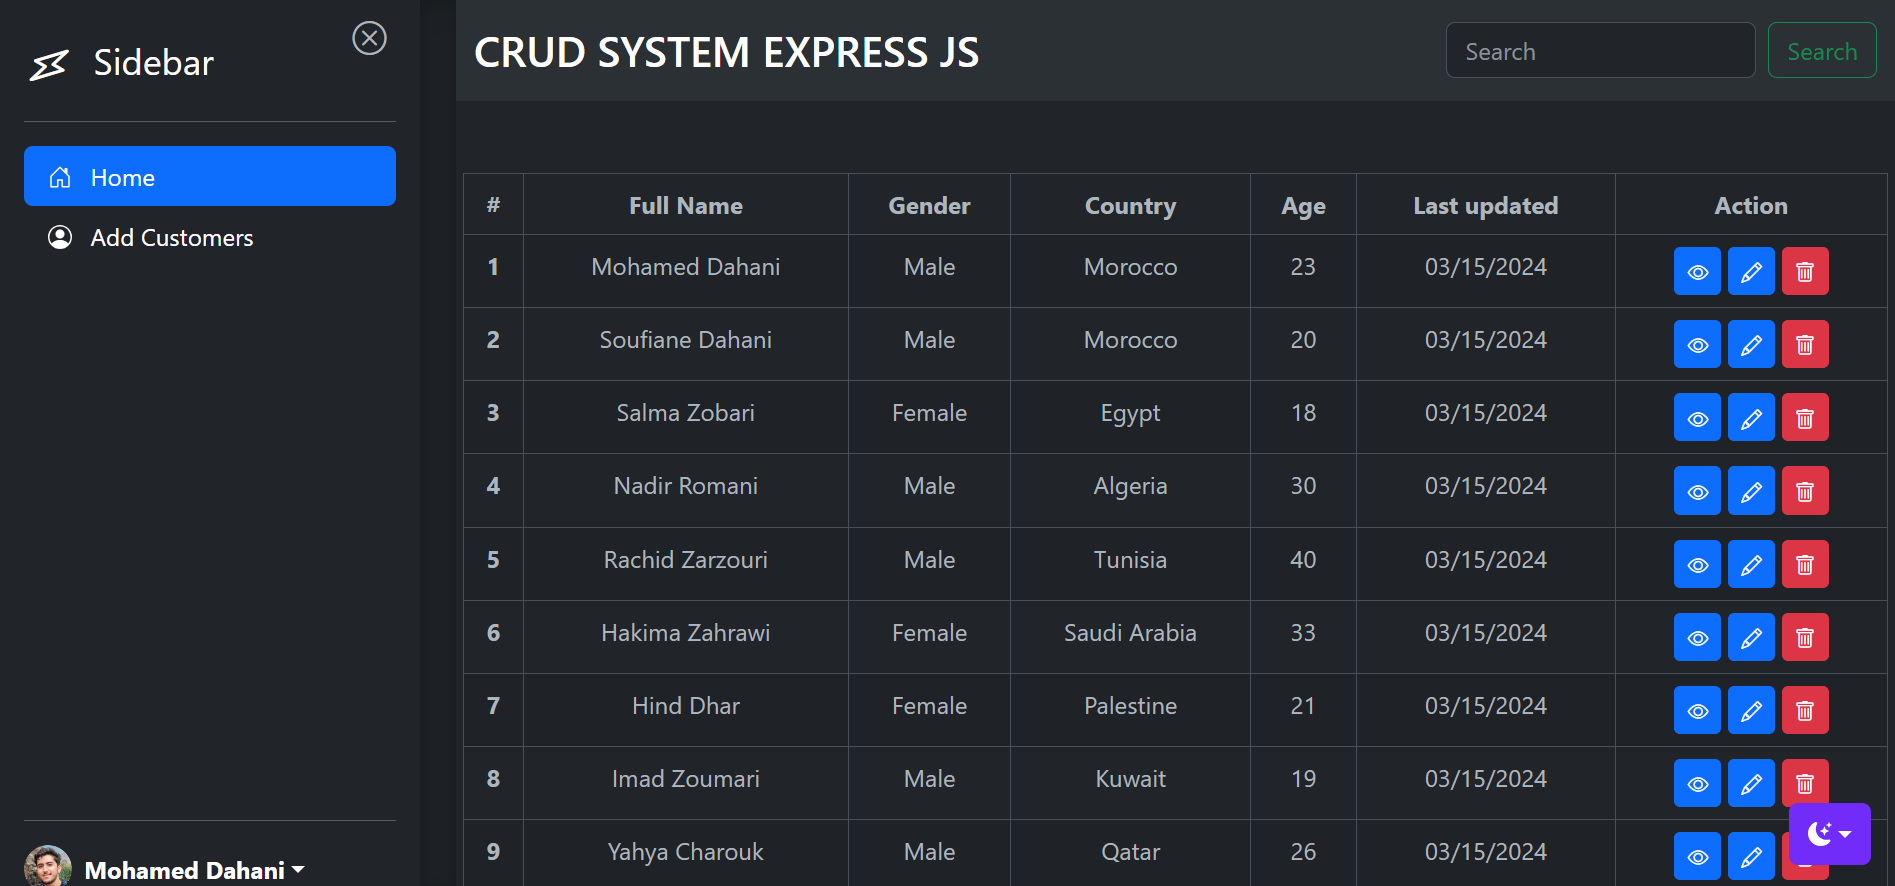 Sidebar
Home
Add Customers
Mohamed Dahani
CRUD SYSTEM EXPRESS JS
Search Search
# Full Name Gender Country Age Last updated Action
1 Mohamed Dahani Male Morocco 23 03/15/2024
2 Soufiane Dahani Male Morocco 20 03/15/2024
3 Salma Zobari Female Egypt 18 03/15/2024
4 Nadir Romani Male Algeria 30 03/15/2024
5 Rachid Zarzouri Male Tunisia 40 03/15/2024
6 Hakima Zahrawi Female Saudi Arabia 33 03/15/2024
7 Hind Dhar Female Palestine 21 03/15/2024
8 Imad Zoumari Male Kuwait 19 03/15/2024
9 Yahya Charouk Male Qatar 26 03/15/2024